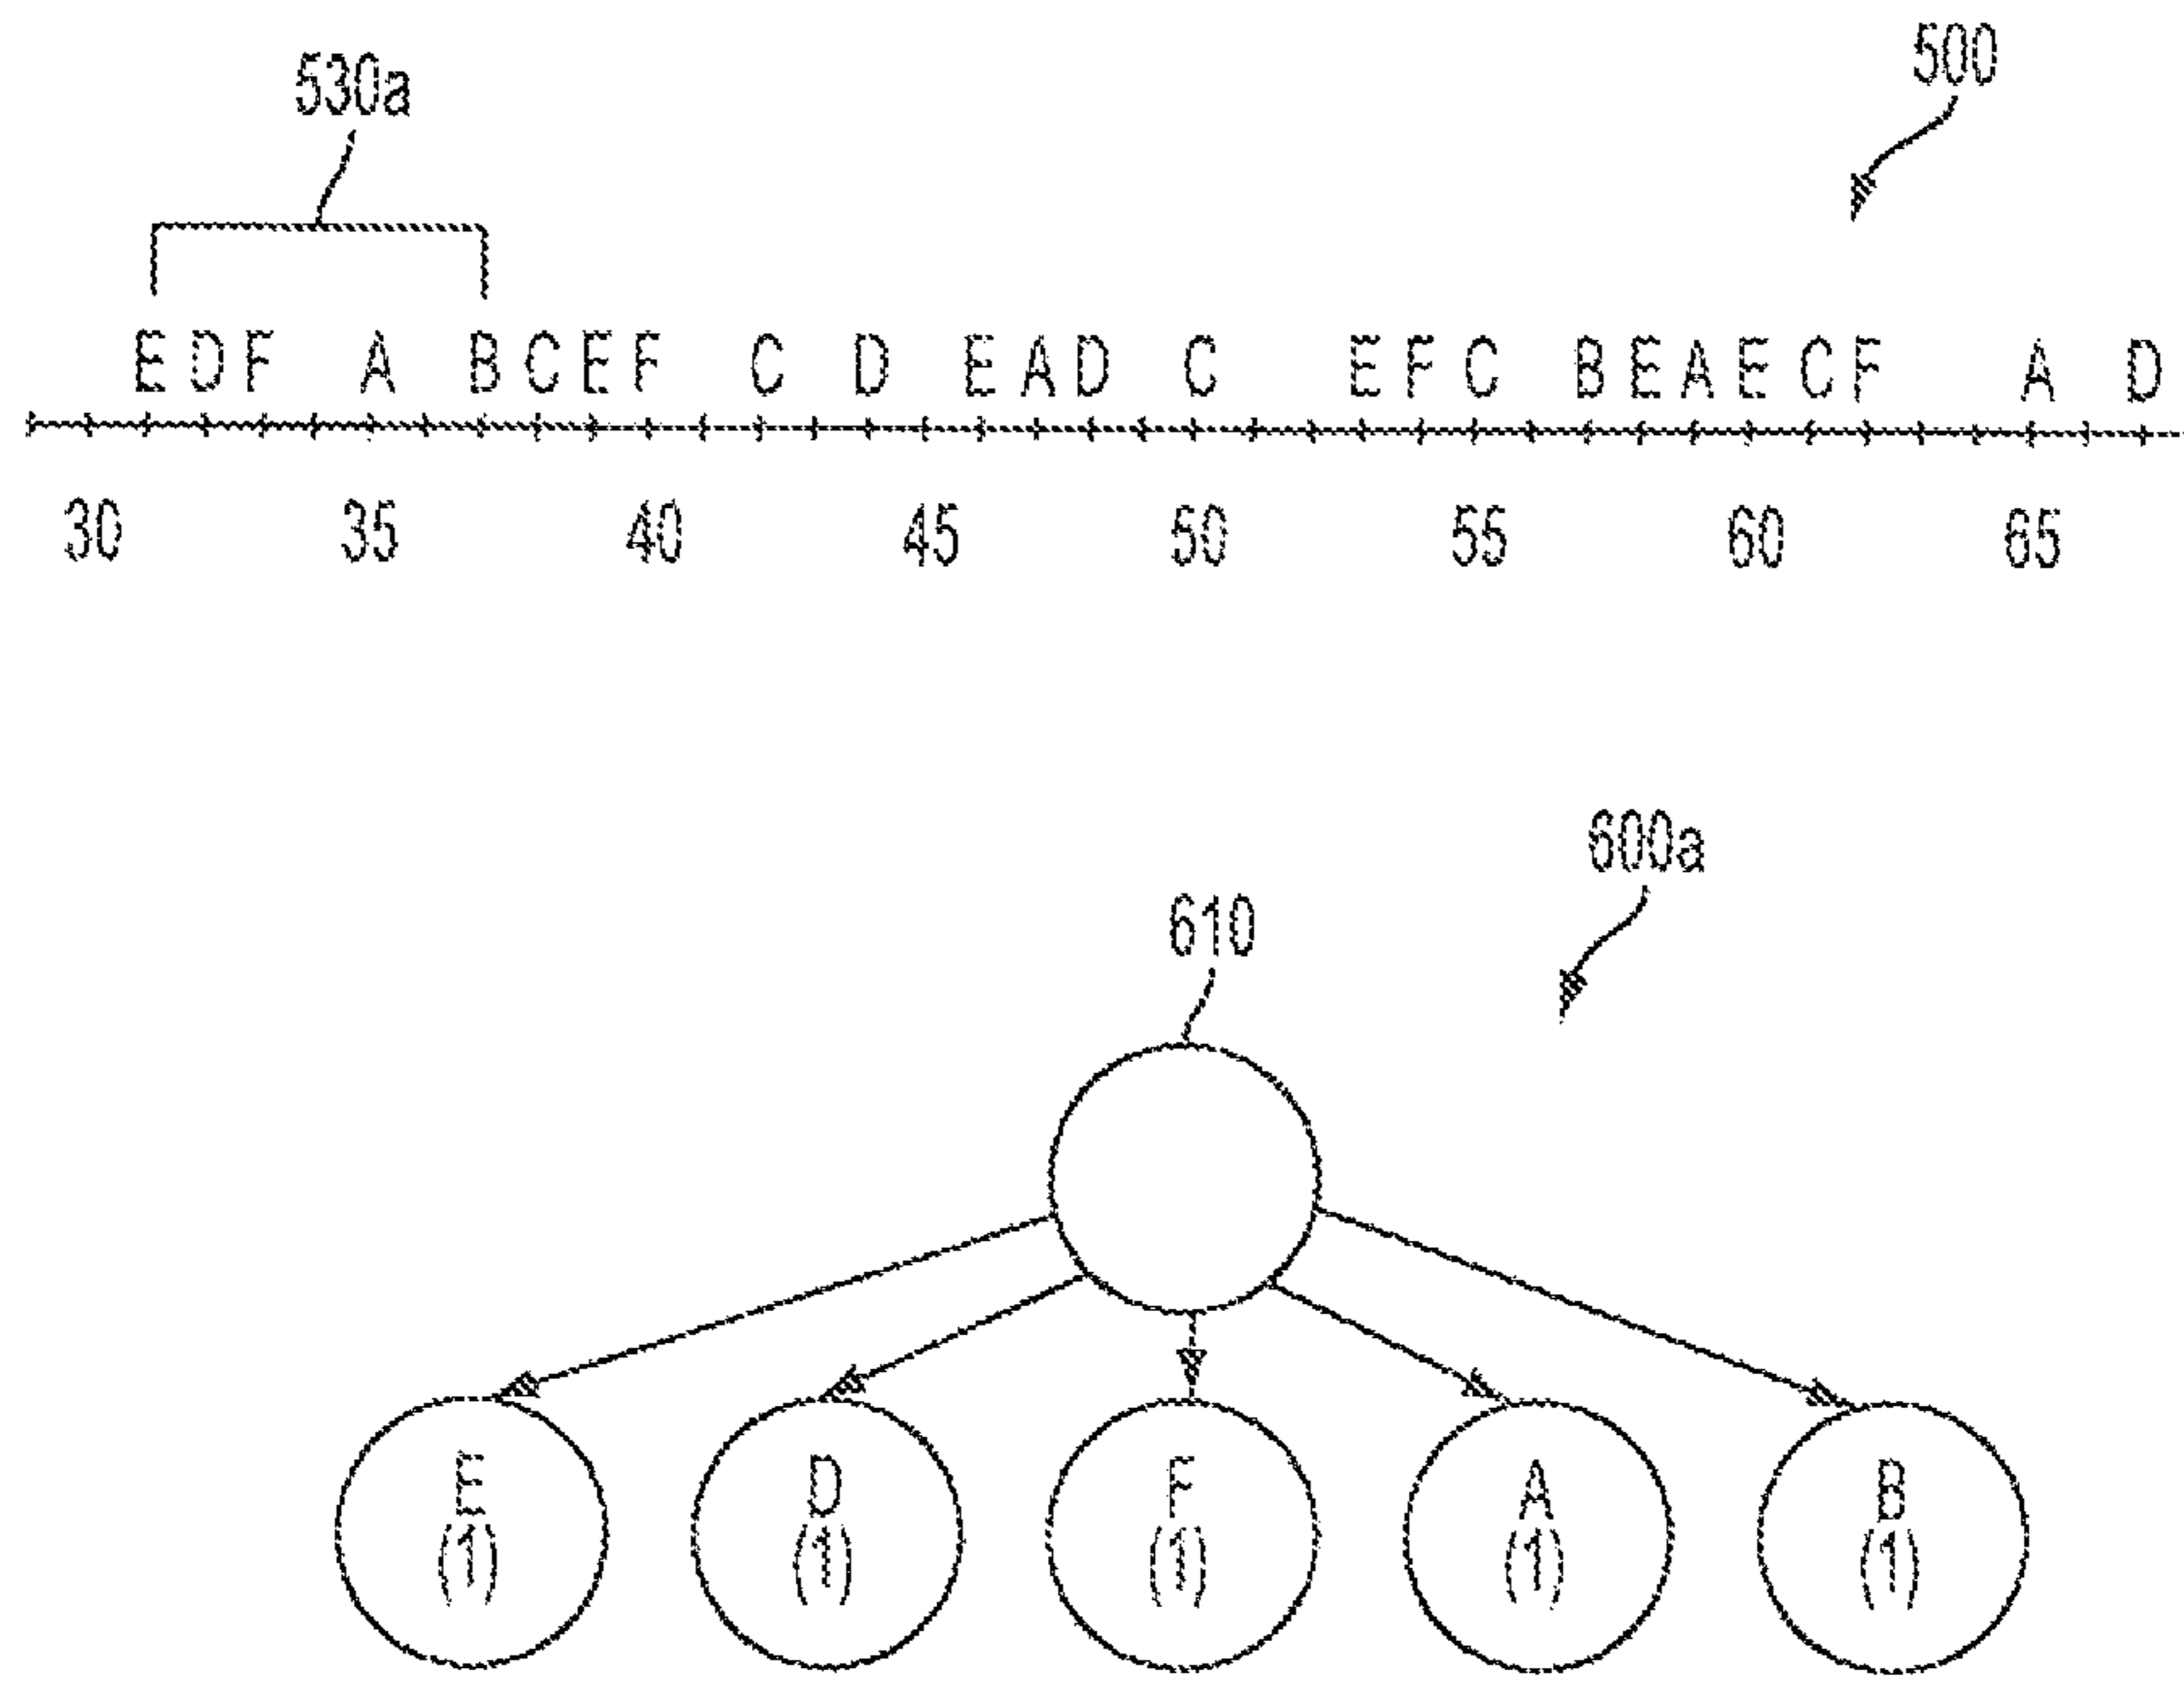 530a
500
E D F A B C E F C D E A D C E F C B E A E C F A D
30 35 40 45 50 55 60 65
600a
610
E D F A B
(1) (1) (1) (1) (1)